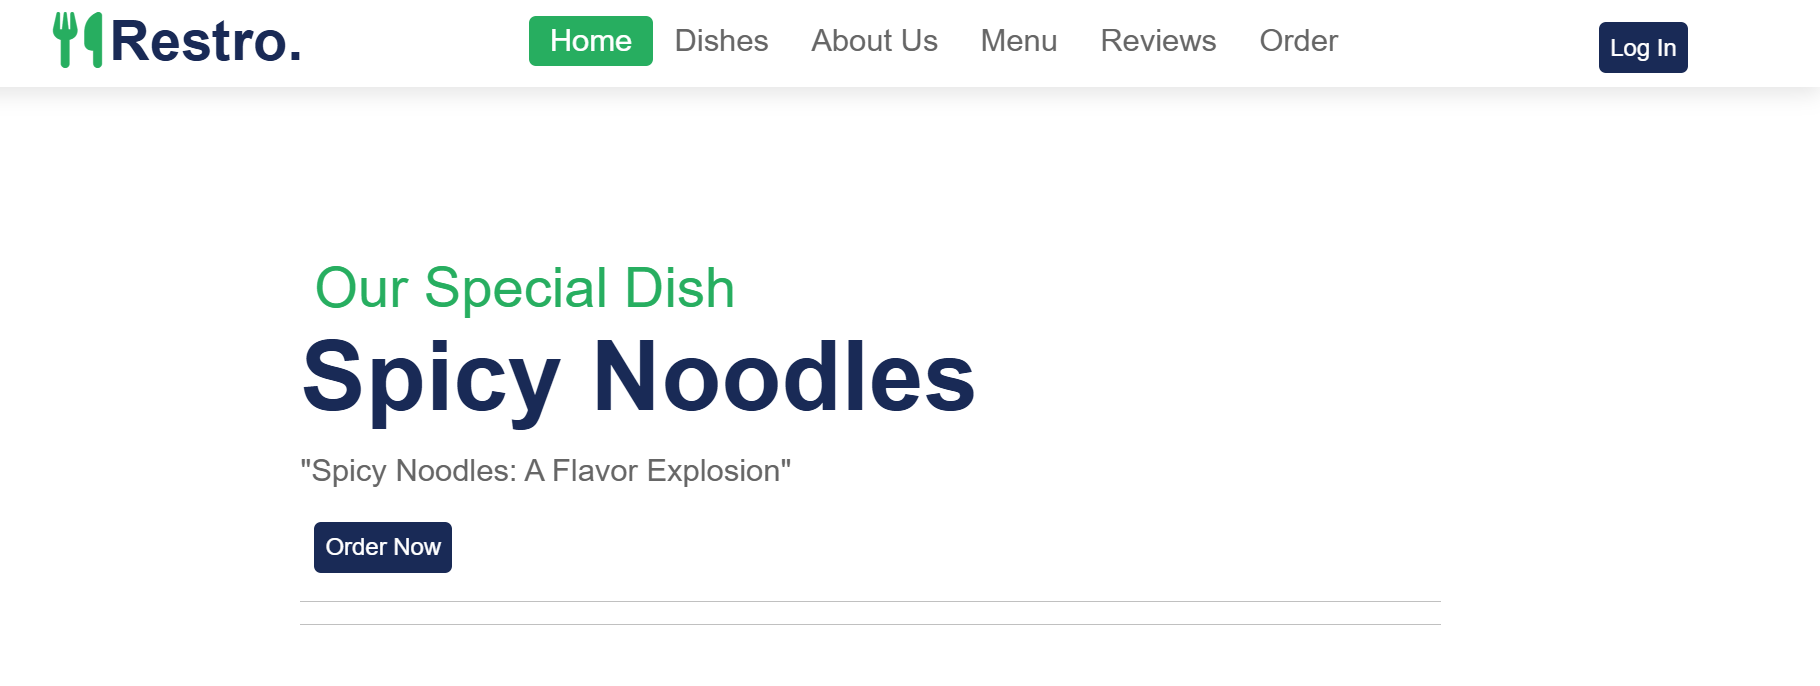 Restro.
Home Dishes About Us Menu Reviews Order
Log In
Our Special Dish
Spicy Noodles
"Spicy Noodles: A Flavor Explosion"
Order Now